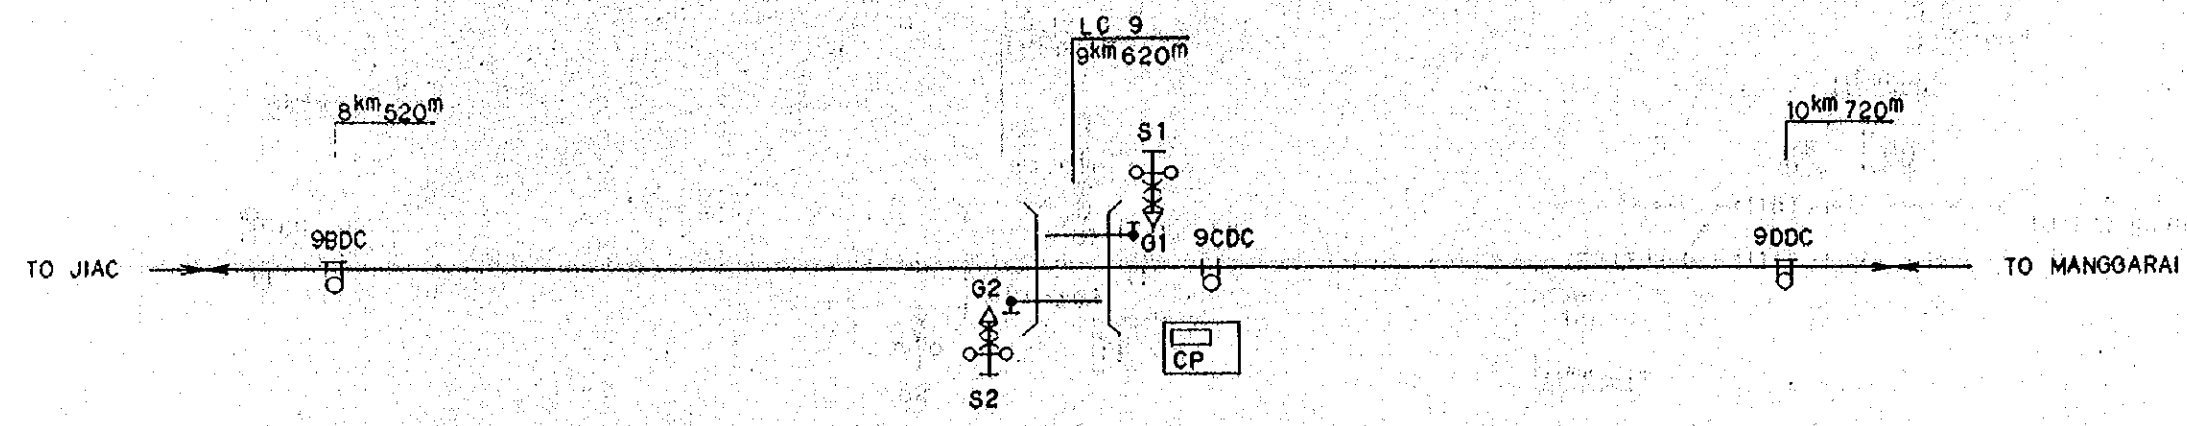 LC 9
9km620m
8km520m
10km720m
S1
G1
9BDC
9CDC
9DDC
TO JIAC
TO MANGGARAI
G2
CP
S2